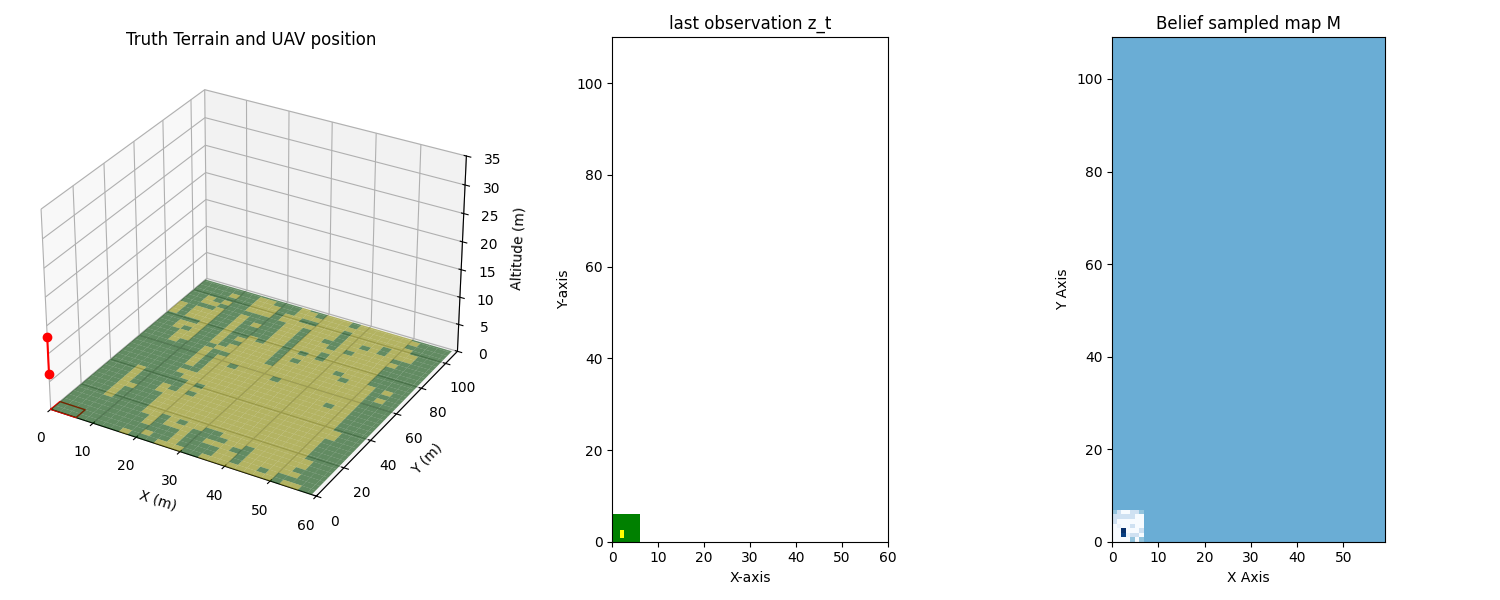 Truth Terrain and UAV position
35
30
25
20
15
10
5
0
Altitude (m)
0
10
20
30
40
50
60
X (m)
0
20
40
60
80
100
Y (m)
last observation z_t
100
80
60
40
20
0
Y-axis
0 10 20 30 40 50 60
X-axis
Belief sampled map M
100
80
60
40
20
0
Y Axis
0 10 20 30 40 50
X Axis